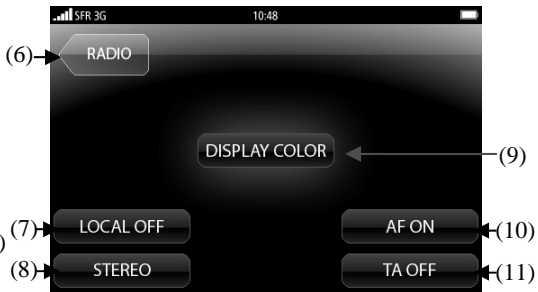 SFR 3G 10:48
(6) RADIO
DISPLAY COLOR (9)
(7) LOCAL OFF AF ON (10)
)
(8) STEREO TA OFF (11)